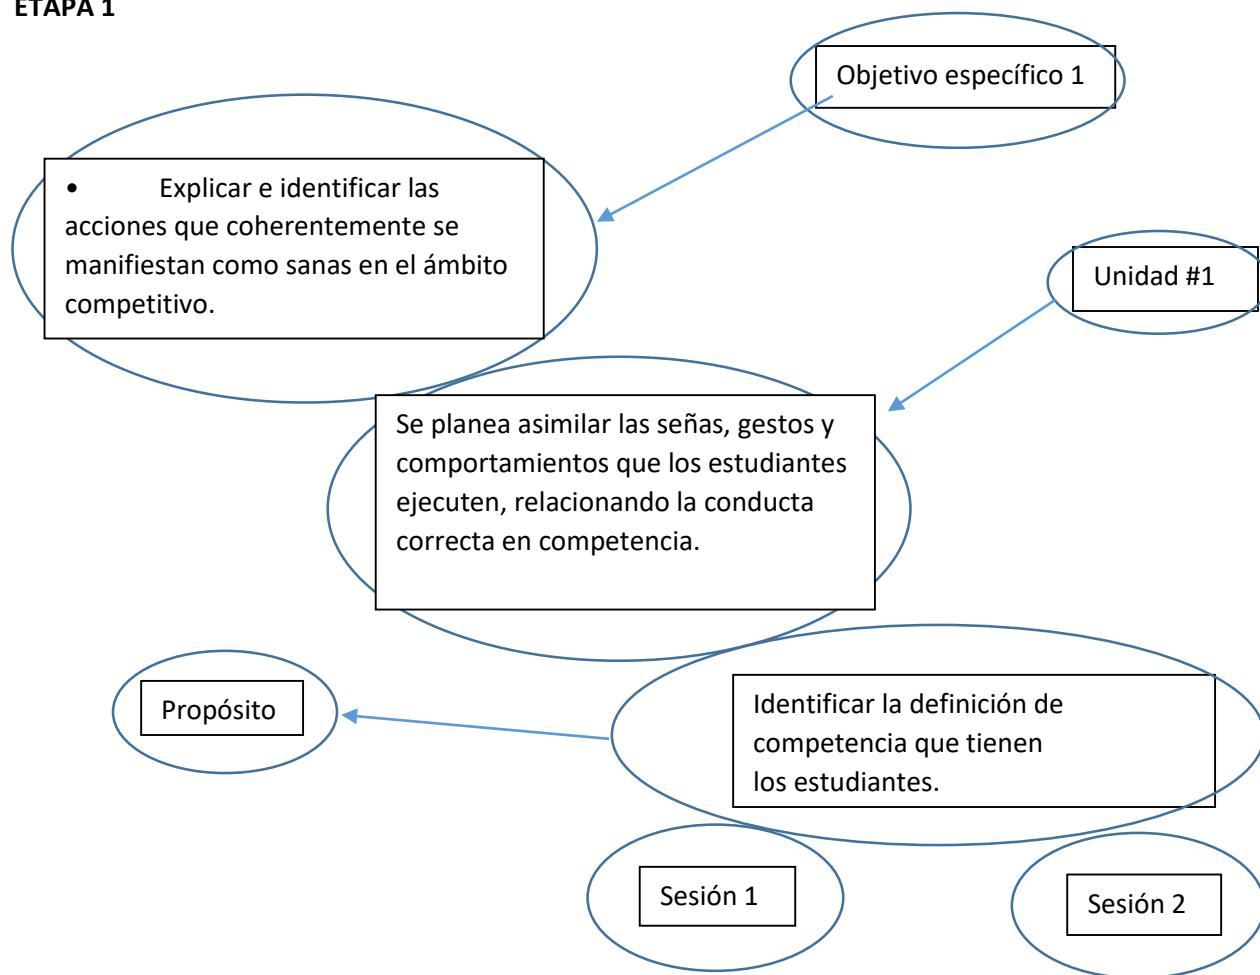 ETAPA 1
Objetivo específico 1
• Explicar e identificar las
acciones que coherentemente se
manifiestan como sanas en el ámbito
competitivo.
Unidad #1
Se planea asimilar las señas, gestos y
comportamientos que los estudiantes
ejecuten, relacionando la conducta
correcta en competencia.
Propósito
Identificar la definición de
competencia que tienen
los estudiantes.
Sesión 1
Sesión 2